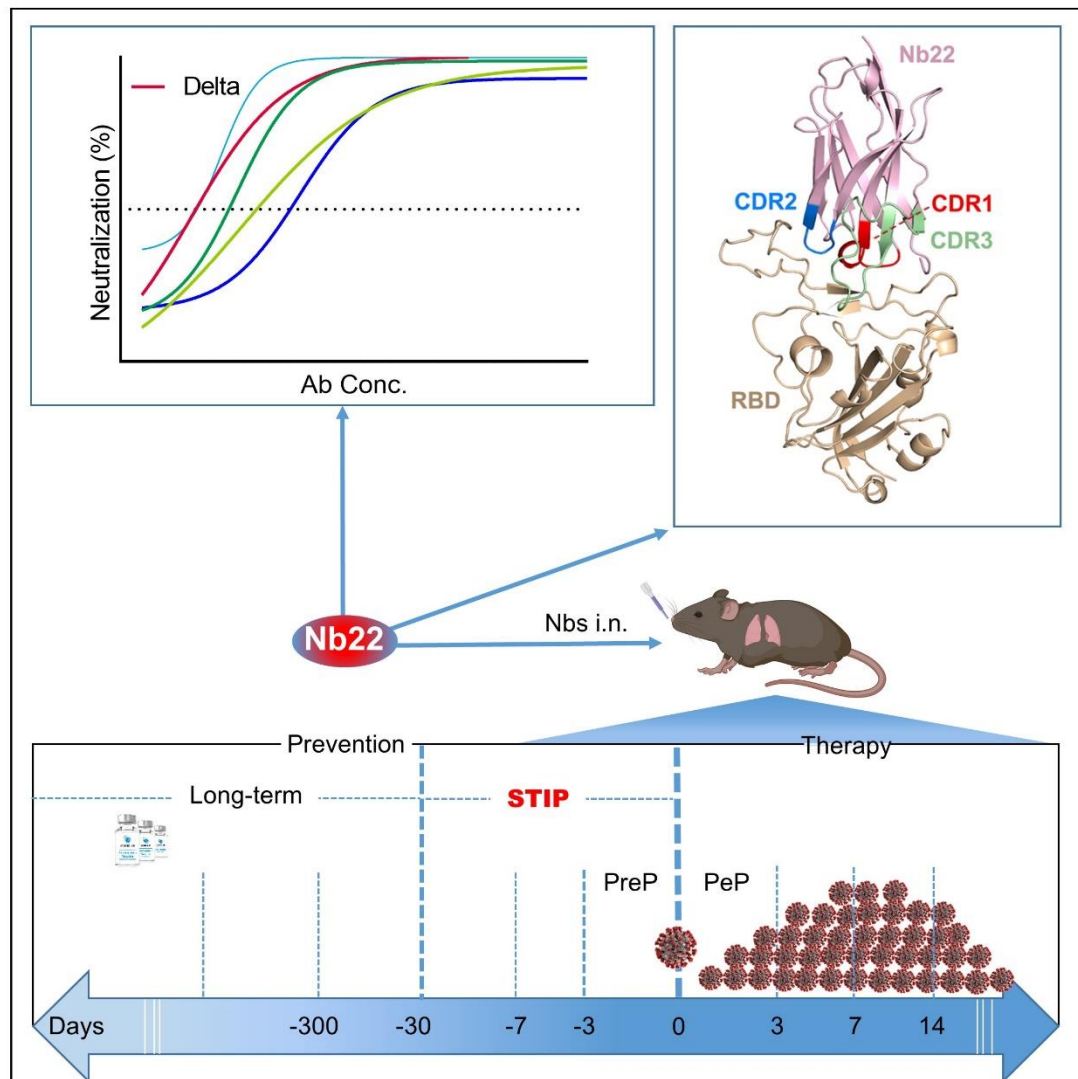 Delta
Neutralization (%)
Ab Conc.
Nb22
CDR2
CDR1
CDR3
RBD
Nb22
Nbs i.n.
Prevention
Therapy
Long-term
STIP
PreP
PeP
Days
-300
-30
-7
-3
0
3
7
14